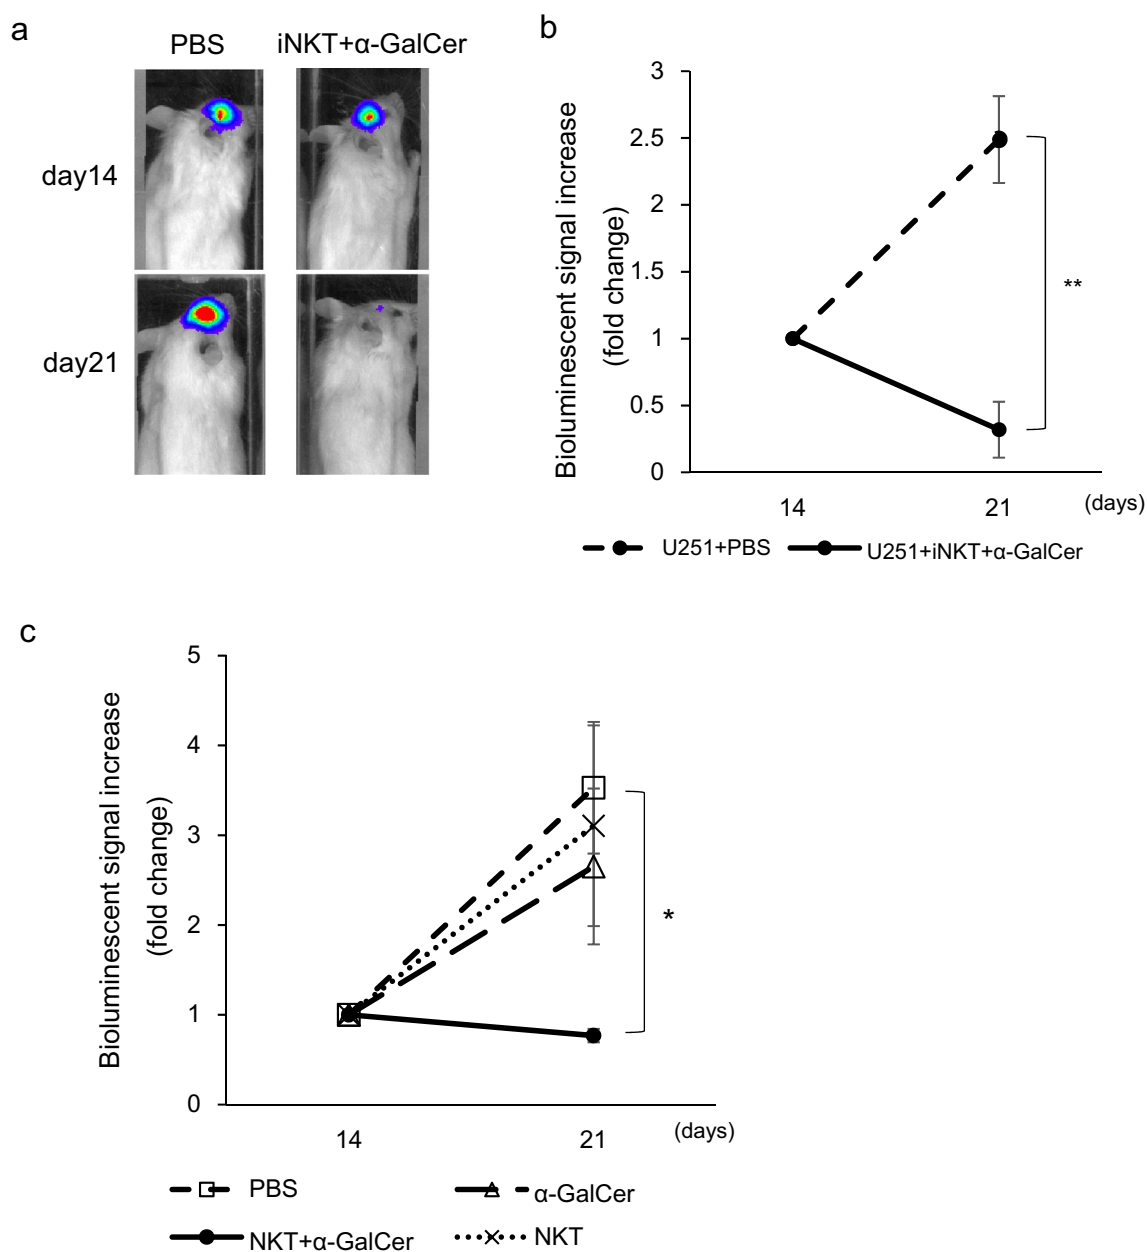 a
PBS iNKT+α-GalCer
day14
day21
b
Bioluminescent signal increase
(fold change)
3
2.5
2
1.5
1
0.5
0
**
14 21 (days)
U251+PBS U251+iNKT+α-GalCer
c
Bioluminescent signal increase
(fold change)
5
4
3
2
1
0
*
14 21 (days)
PBS α-GalCer
NKT+α-GalCer NKT